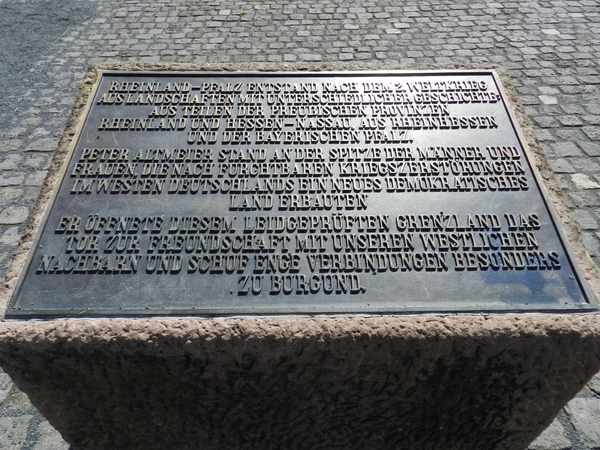 RHEINLAND-PFALZ ENTSTAND NACH DEM 2. WELTKRIEG
AUS LANDSCHAFTEN MIT UNTERSCHIEDLICHER GESCHICHTE:
AUS TEILEN DER PREUSSISCHEN PROVINZEN
RHEINLAND UND HESSEN-NASSAU, AUS RHEINHESSEN
UND DER BAYERISCHEN PFALZ.
PETER ALTMEIER STAND AN DER SPITZE DER MÄNNER UND
FRAUEN, DIE NACH FURCHTBAREN KRIEGSZERSTÖRUNGEN
IM WESTEN DEUTSCHLANDS EIN NEUES DEMOKRATISCHES
LAND ERBAUTEN
ER ÖFFNETE DIESEM LEIDGEPRÜFTEN GRENZLAND DAS
TOR ZUR FREUNDSCHAFT MIT UNSEREN WESTLICHEN
NACHBARN UND SCHUF ENGE VERBINDUNGEN BESONDERS
ZU BURGUND.